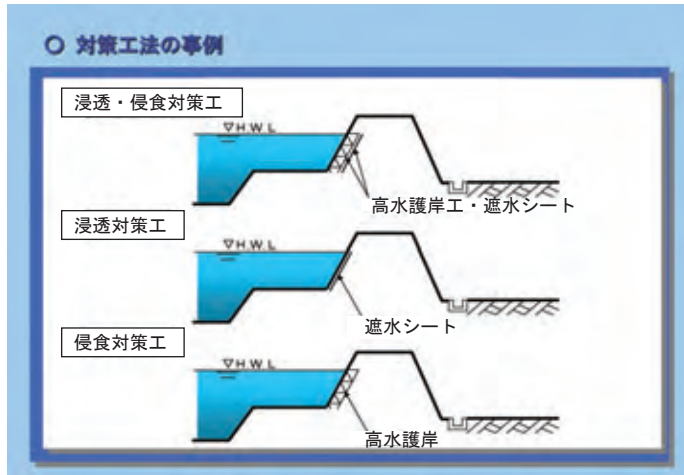 ○ 対策工法の事例
浸透・侵食対策工
▽H.W.L
高水護岸工・遮水シート
浸透対策工
▽H.W.L
遮水シート
侵食対策工
▽H.W.L
高水護岸